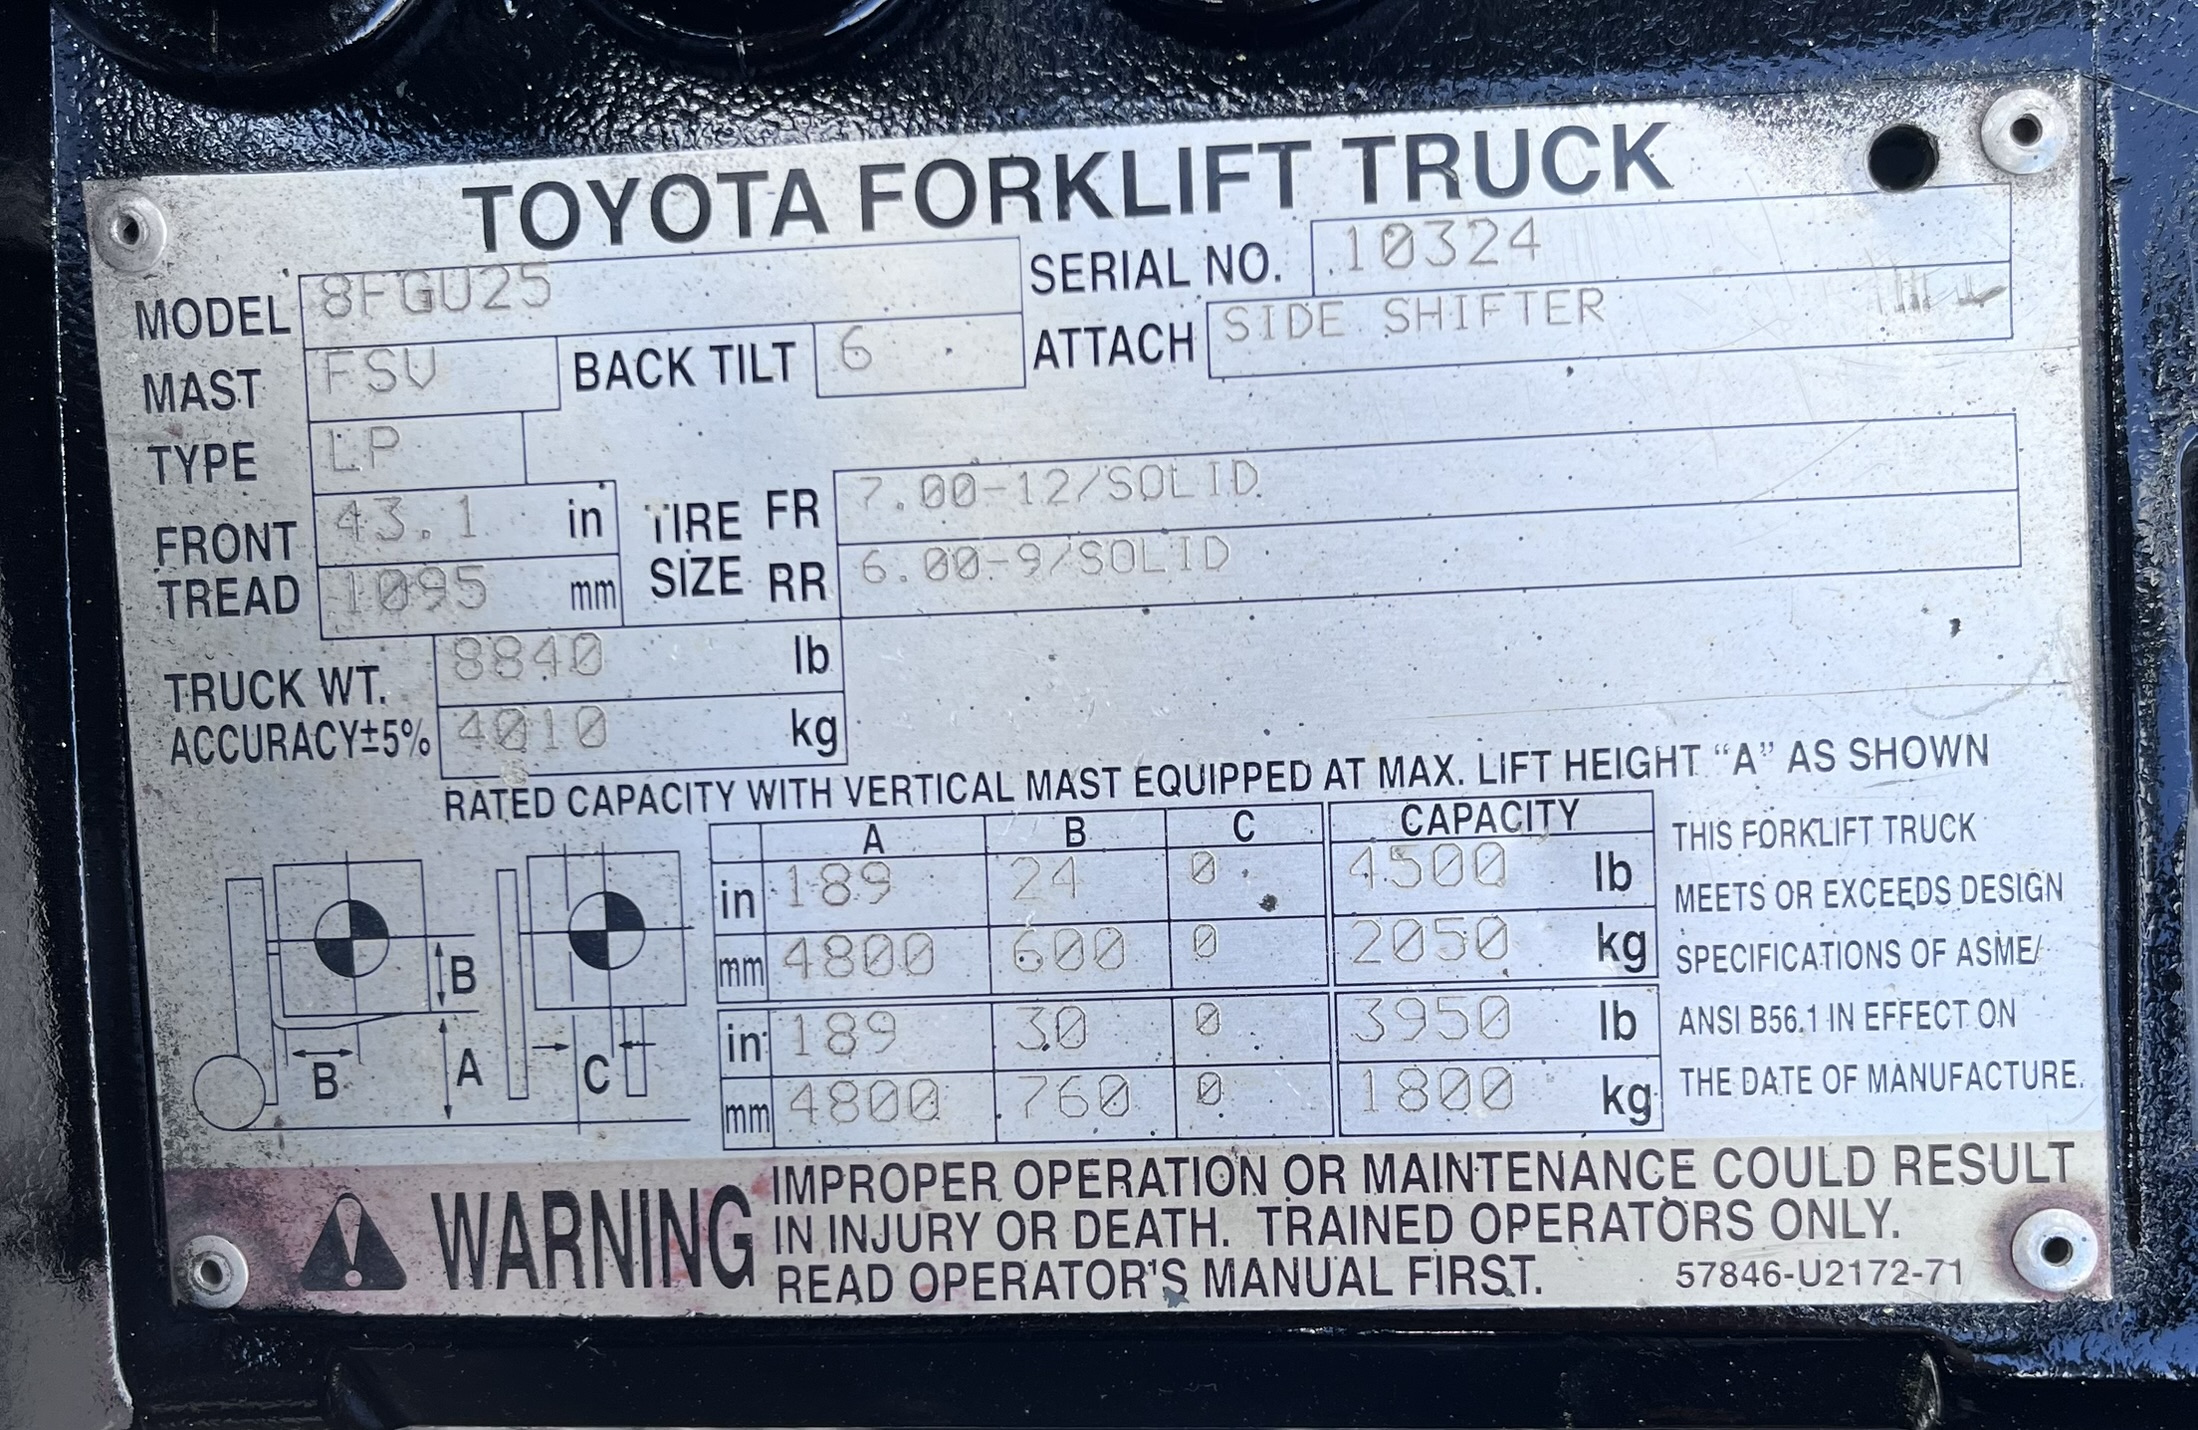 TOYOTA FORKLIFT TRUCK
MODEL 8FGU25 SERIAL NO. 10324
MAST FSV BACK TILT 6 ATTACH SIDE SHIFTER
TYPE LP
FRONT TREAD 43.1 in TIRE SIZE FR 7.00-12/SOLID
1095 mm RR 6.00-9/SOLID
TRUCK WT. 8840 lb
ACCURACY±5% 4010 kg
RATED CAPACITY WITH VERTICAL MAST EQUIPPED AT MAX. LIFT HEIGHT "A" AS SHOWN
A B C CAPACITY
in 189 24 0 4500 lb
mm 4800 600 0 2050 kg
in 189 30 0 3950 lb
mm 4800 760 0 1800 kg
B
B A C
THIS FORKLIFT TRUCK
MEETS OR EXCEEDS DESIGN
SPECIFICATIONS OF ASME/
ANSI B56.1 IN EFFECT ON
THE DATE OF MANUFACTURE.
WARNING
IMPROPER OPERATION OR MAINTENANCE COULD RESULT
IN INJURY OR DEATH. TRAINED OPERATORS ONLY.
READ OPERATOR'S MANUAL FIRST. 57846-U2172-71